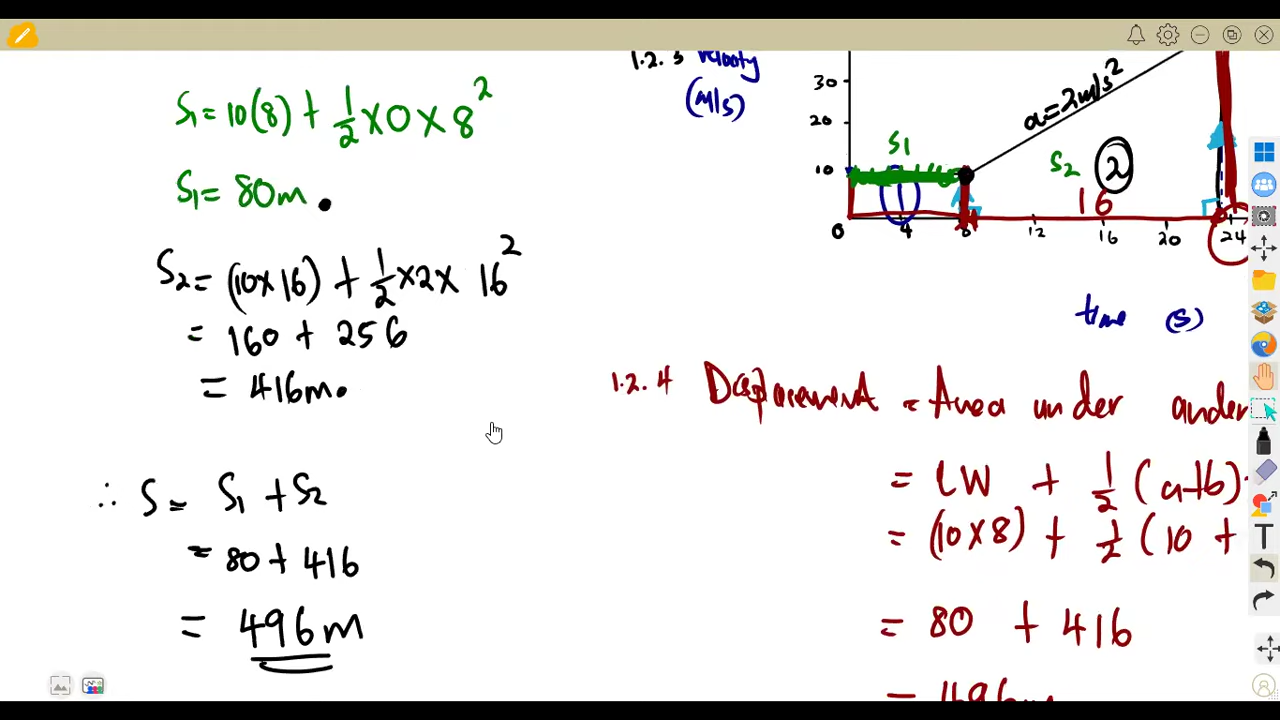 S1 = 10(8) + 1/2 × 0 × 8²
S1 = 80m.
S2 = (10 × 16) + 1/2 × 2 × 16²
= 160 + 256
= 416m.
∴ S = S1 + S2
= 80 + 416
= 496m
1.2.3 velocity
(m/s)
30
20
10
0
4
8
12
16
20
24
S1
1
a = 2m/s²
S2
2
16
time (s)
1.2.4 Displacement = Area under under
= LW + 1/2 (a+b)
= (10 × 8) + 1/2 (10 +
= 80 + 416
= 496m
T